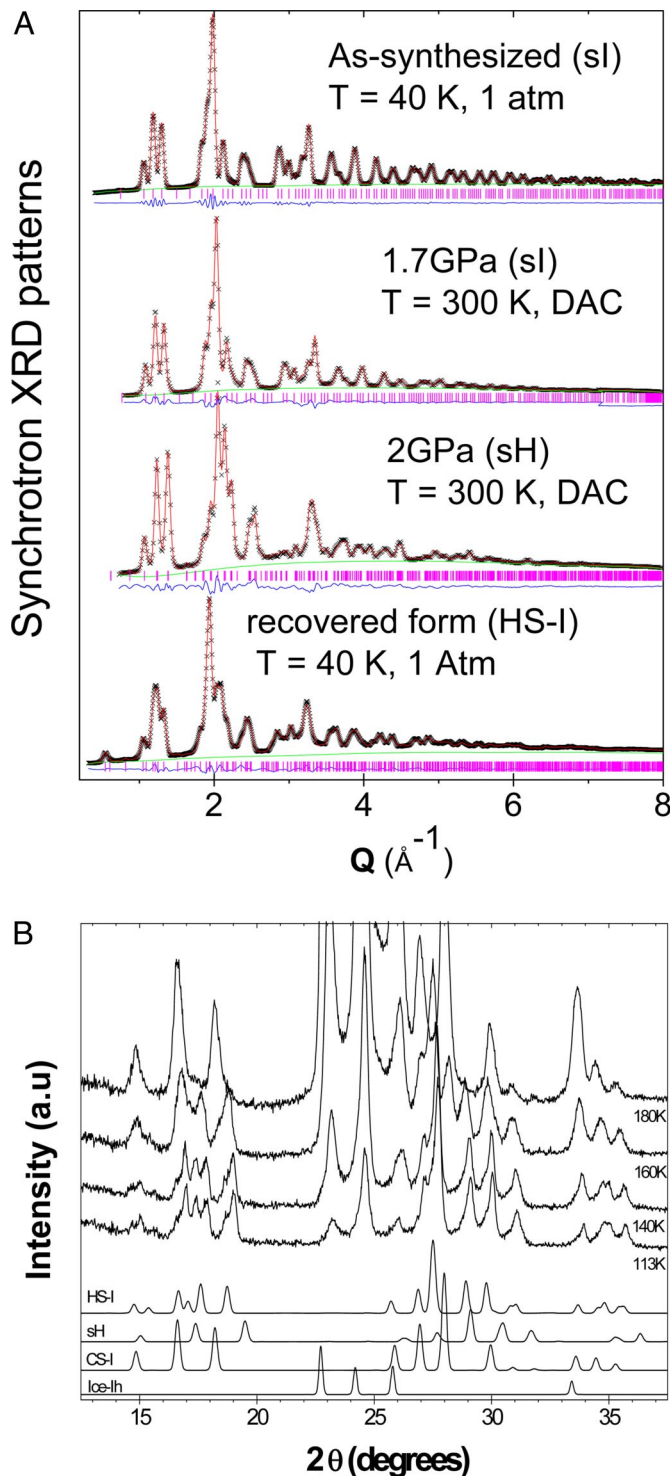 A
Synchrotron XRD patterns
As-synthesized (sI)
T = 40 K, 1 atm
1.7GPa (sI)
T = 300 K, DAC
2GPa (sH)
T = 300 K, DAC
recovered form (HS-I)
T = 40 K, 1 Atm
2 4 6 8
Q (Å⁻¹)
B
Intensity (a.u)
180K
160K
140K
113K
HS-I
sH
CS-I
Ice-Ih
15 20 25 30 35
2θ (degrees)